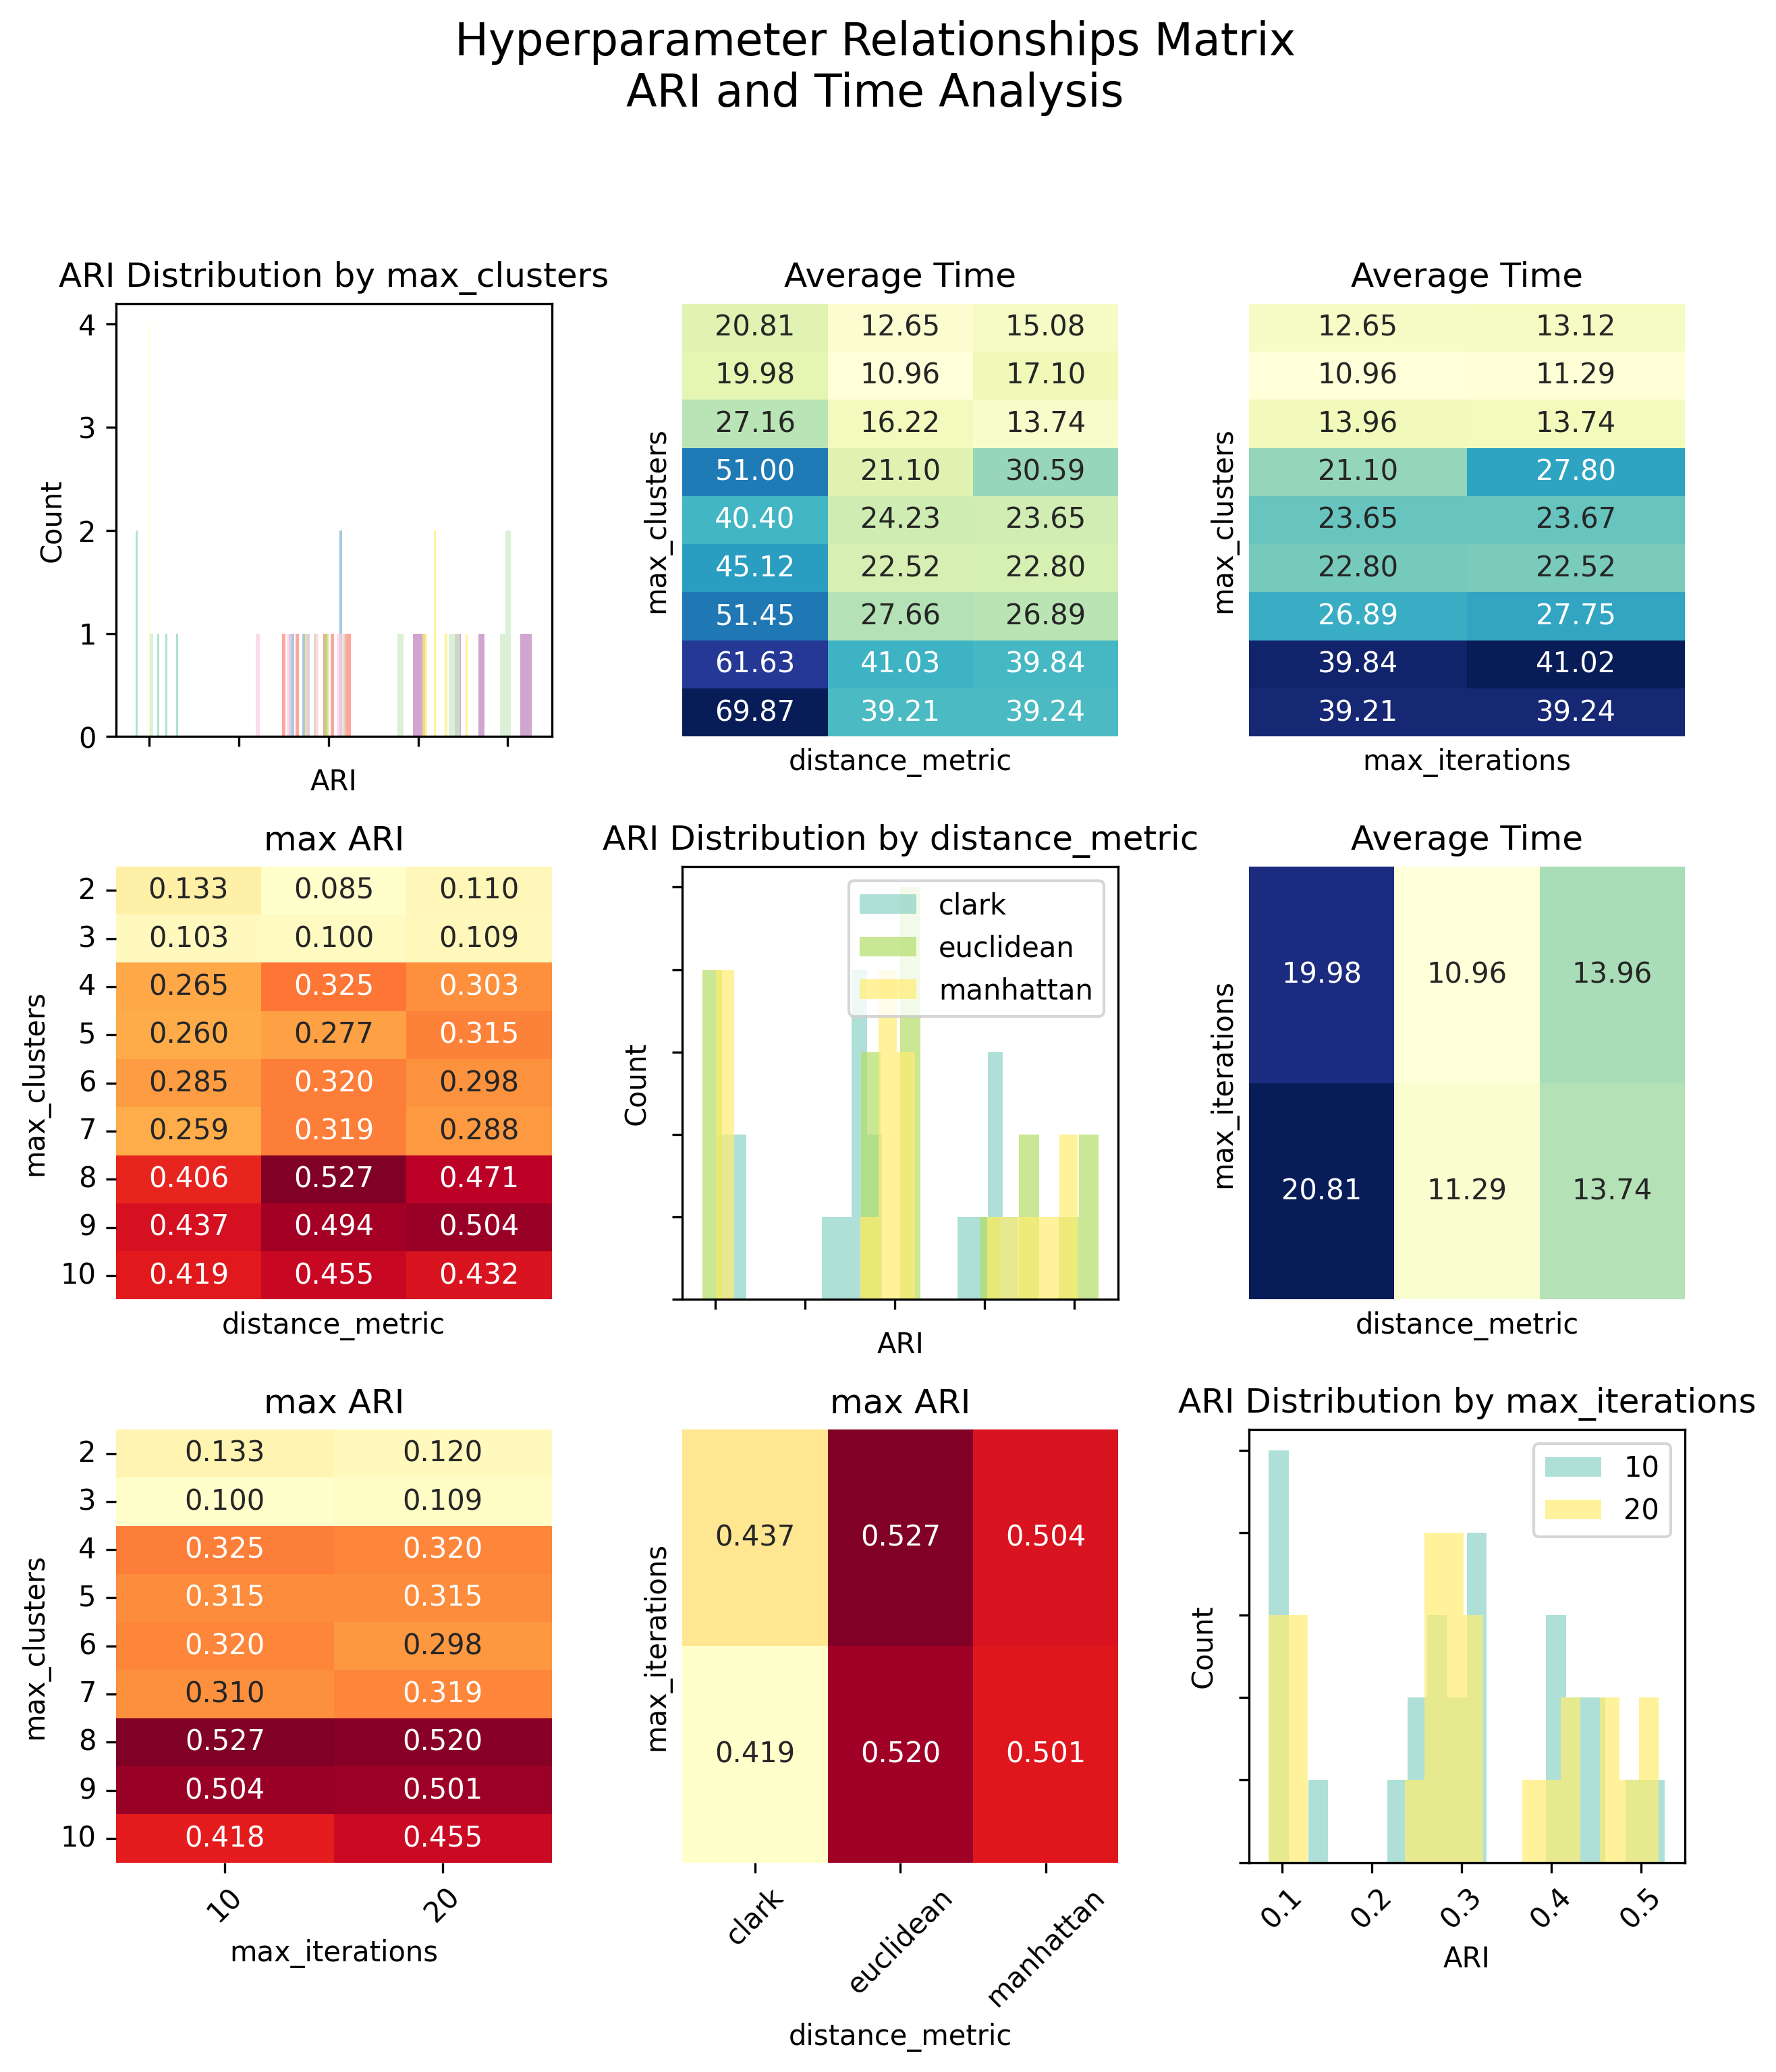 Hyperparameter Relationships Matrix
ARI and Time Analysis
ARI Distribution by max_clusters
4
3
2
1
0
Count
ARI
Average Time
20.81 12.65 15.08
19.98 10.96 17.10
27.16 16.22 13.74
51.00 21.10 30.59
40.40 24.23 23.65
45.12 22.52 22.80
51.45 27.66 26.89
61.63 41.03 39.84
69.87 39.21 39.24
max_clusters
distance_metric
Average Time
12.65 13.12
10.96 11.29
13.96 13.74
21.10 27.80
23.65 23.67
22.80 22.52
26.89 27.75
39.84 41.02
39.21 39.24
max_clusters
max_iterations
max ARI
2 0.133 0.085 0.110
3 0.103 0.100 0.109
4 0.265 0.325 0.303
5 0.260 0.277 0.315
6 0.285 0.320 0.298
7 0.259 0.319 0.288
8 0.406 0.527 0.471
9 0.437 0.494 0.504
10 0.419 0.455 0.432
max_clusters
distance_metric
ARI Distribution by distance_metric
clark
euclidean
manhattan
Count
ARI
Average Time
19.98 10.96 13.96
20.81 11.29 13.74
max_iterations
distance_metric
max ARI
2 0.133 0.120
3 0.100 0.109
4 0.325 0.320
5 0.315 0.315
6 0.320 0.298
7 0.310 0.319
8 0.527 0.520
9 0.504 0.501
10 0.418 0.455
max_clusters
10 20
max_iterations
max ARI
0.437 0.527 0.504
0.419 0.520 0.501
max_iterations
clark euclidean manhattan
distance_metric
ARI Distribution by max_iterations
10
20
Count
0.1 0.2 0.3 0.4 0.5
ARI